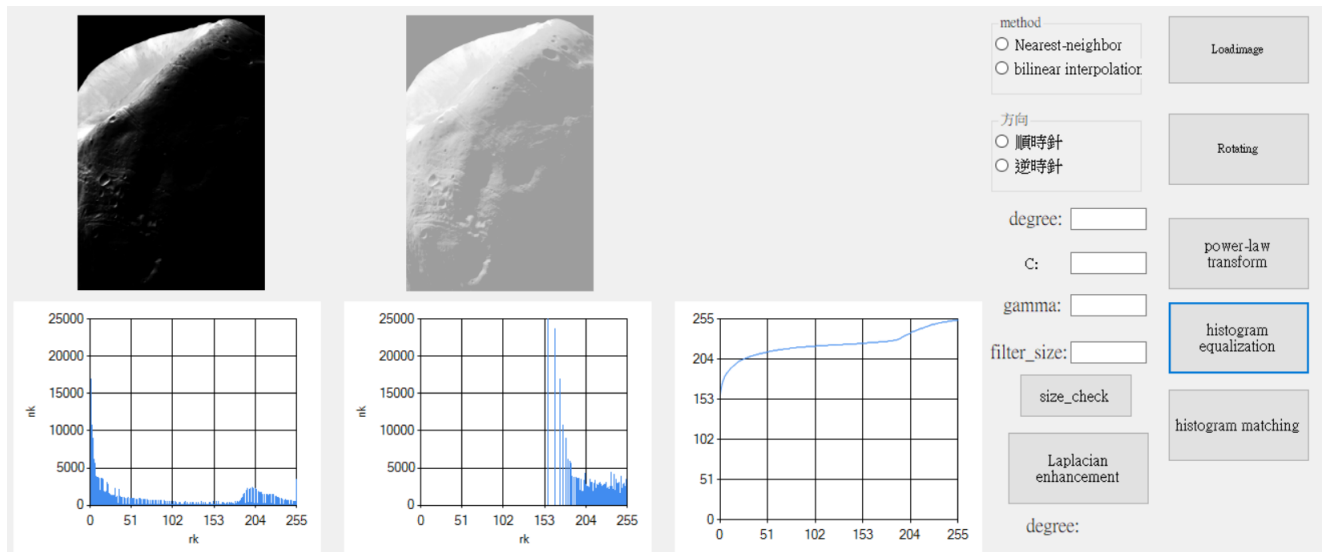 method
Nearest-neighbor
bilinear interpolation
方向
順時針
逆時針
degree:
C:
gamma:
filter_size:
size_check
Laplacian
enhancement
degree:
Loadimage
Rotating
power-law
transform
histogram
equalization
histogram matching
25000
20000
15000
10000
5000
0
nk
0 51 102 153 204 255
rk
25000
20000
15000
10000
5000
0
nk
0 51 102 153 204 255
rk
255
204
153
102
51
0
0 51 102 153 204 255